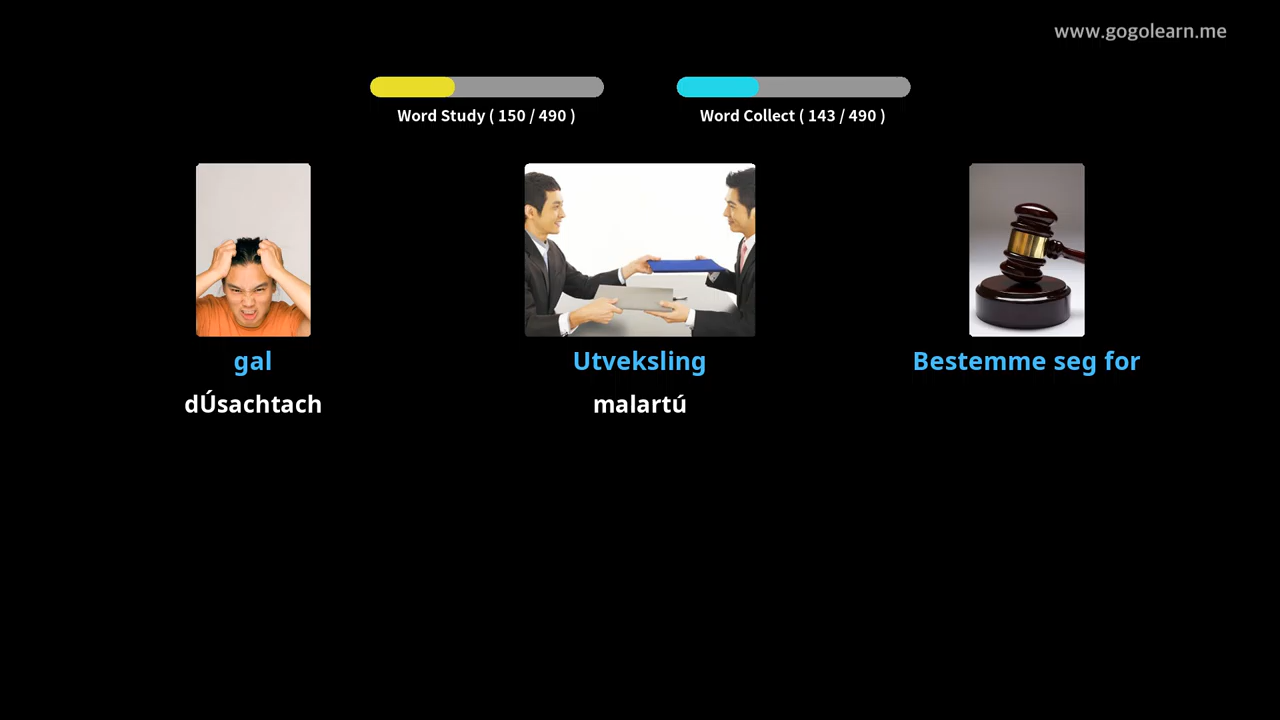 www.gogolearn.me
Word Study ( 150 / 490 )
Word Collect ( 143 / 490 )
gal
Utveksling
Bestemme seg for
dÚsachtach
malartú